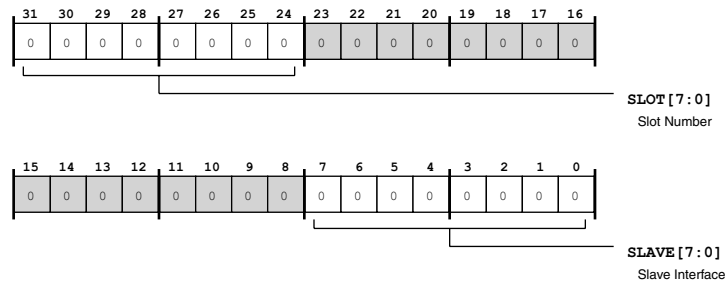 31 30 29 28 27 26 25 24 23 22 21 20 19 18 17 16
0 0 0 0 0 0 0 0 0 0 0 0 0 0 0 0
SLOT[7:0]
Slot Number
15 14 13 12 11 10 9 8 7 6 5 4 3 2 1 0
0 0 0 0 0 0 0 0 0 0 0 0 0 0 0 0
SLAVE[7:0]
Slave Interface